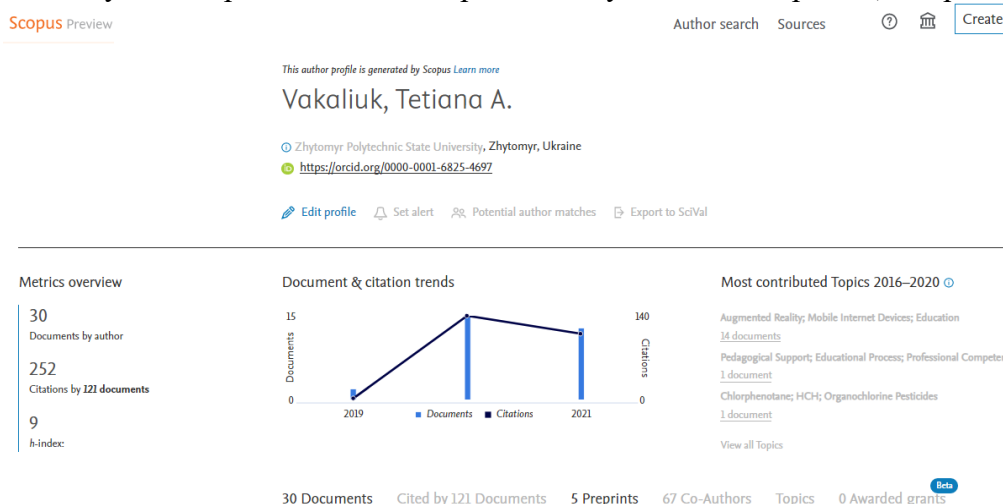 Scopus Preview
Author search Sources
Create
This author profile is generated by Scopus Learn more
Vakaliuk, Tetiana A.
Zhytomyr Polytechnic State University, Zhytomyr, Ukraine
iD https://orcid.org/0000-0001-6825-4697
Edit profile Set alert Potential author matches Export to SciVal
Metrics overview
30
Documents by author
252
Citations by 121 documents
9
h-index:
Document & citation trends
15
140
Documents
Citations
0
0
2019
Documents Citations
2021
Most contributed Topics 2016–2020
Augmented Reality; Mobile Internet Devices; Education
14 documents
Pedagogical Support; Educational Process; Professional Compete
1 document
Chlorphenotane; HCH; Organochlorine Pesticides
1 document
View all Topics
Beta
30 Documents Cited by 121 Documents 5 Preprints 67 Co-Authors Topics 0 Awarded grants